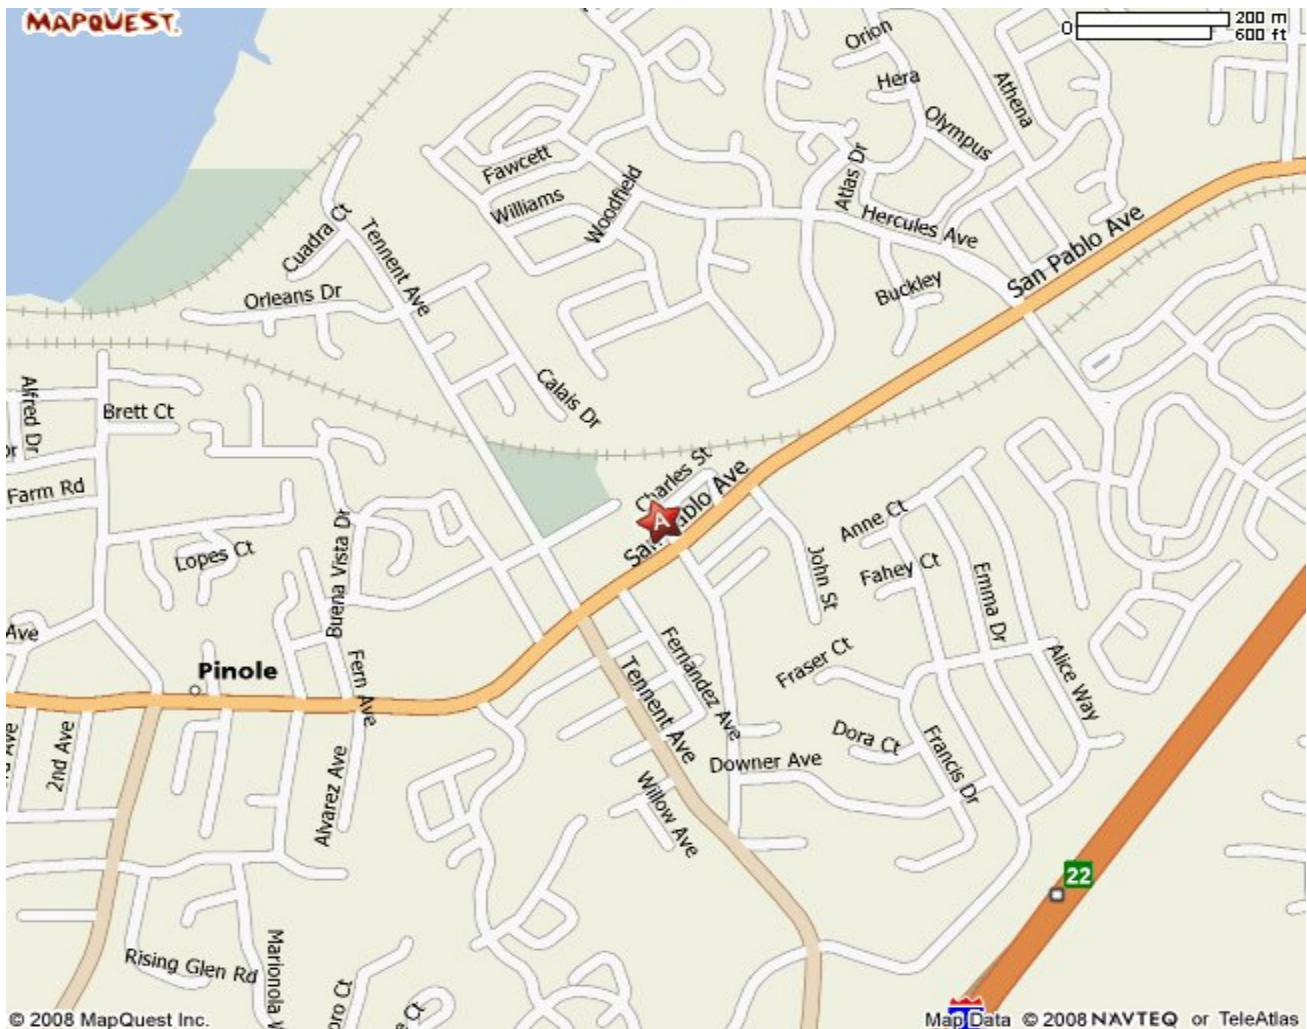 MAPQUEST.
0
200 m
600 ft
Orion
Hera
Athena
Olympus
Fawcett
Williams
Woodfield
Atlas Dr
Hercules Ave
San Pablo Ave
Cuadra Ct
Tennent Ave
Buckley
Orleans Dr
Calais Dr
Alfred Dr
Brett Ct
Farm Rd
Charles St
San Pablo Ave
A
Anne Ct
Lopes Ct
Buena Vista Dr
John St
Fahey Ct
Emma Dr
Ave
Pinole
Fern Ave
Fernandez Ave
Fraser Ct
Alice Way
Tennent Ave
2nd Ave
Dora Ct
Francis Dr
Downer Ave
Alvarez Ave
Willow Ave
22
Rising Glen Rd
Marionola
Ct
© 2008 MapQuest Inc.
Map Data © 2008 NAVTEQ or TeleAtlas